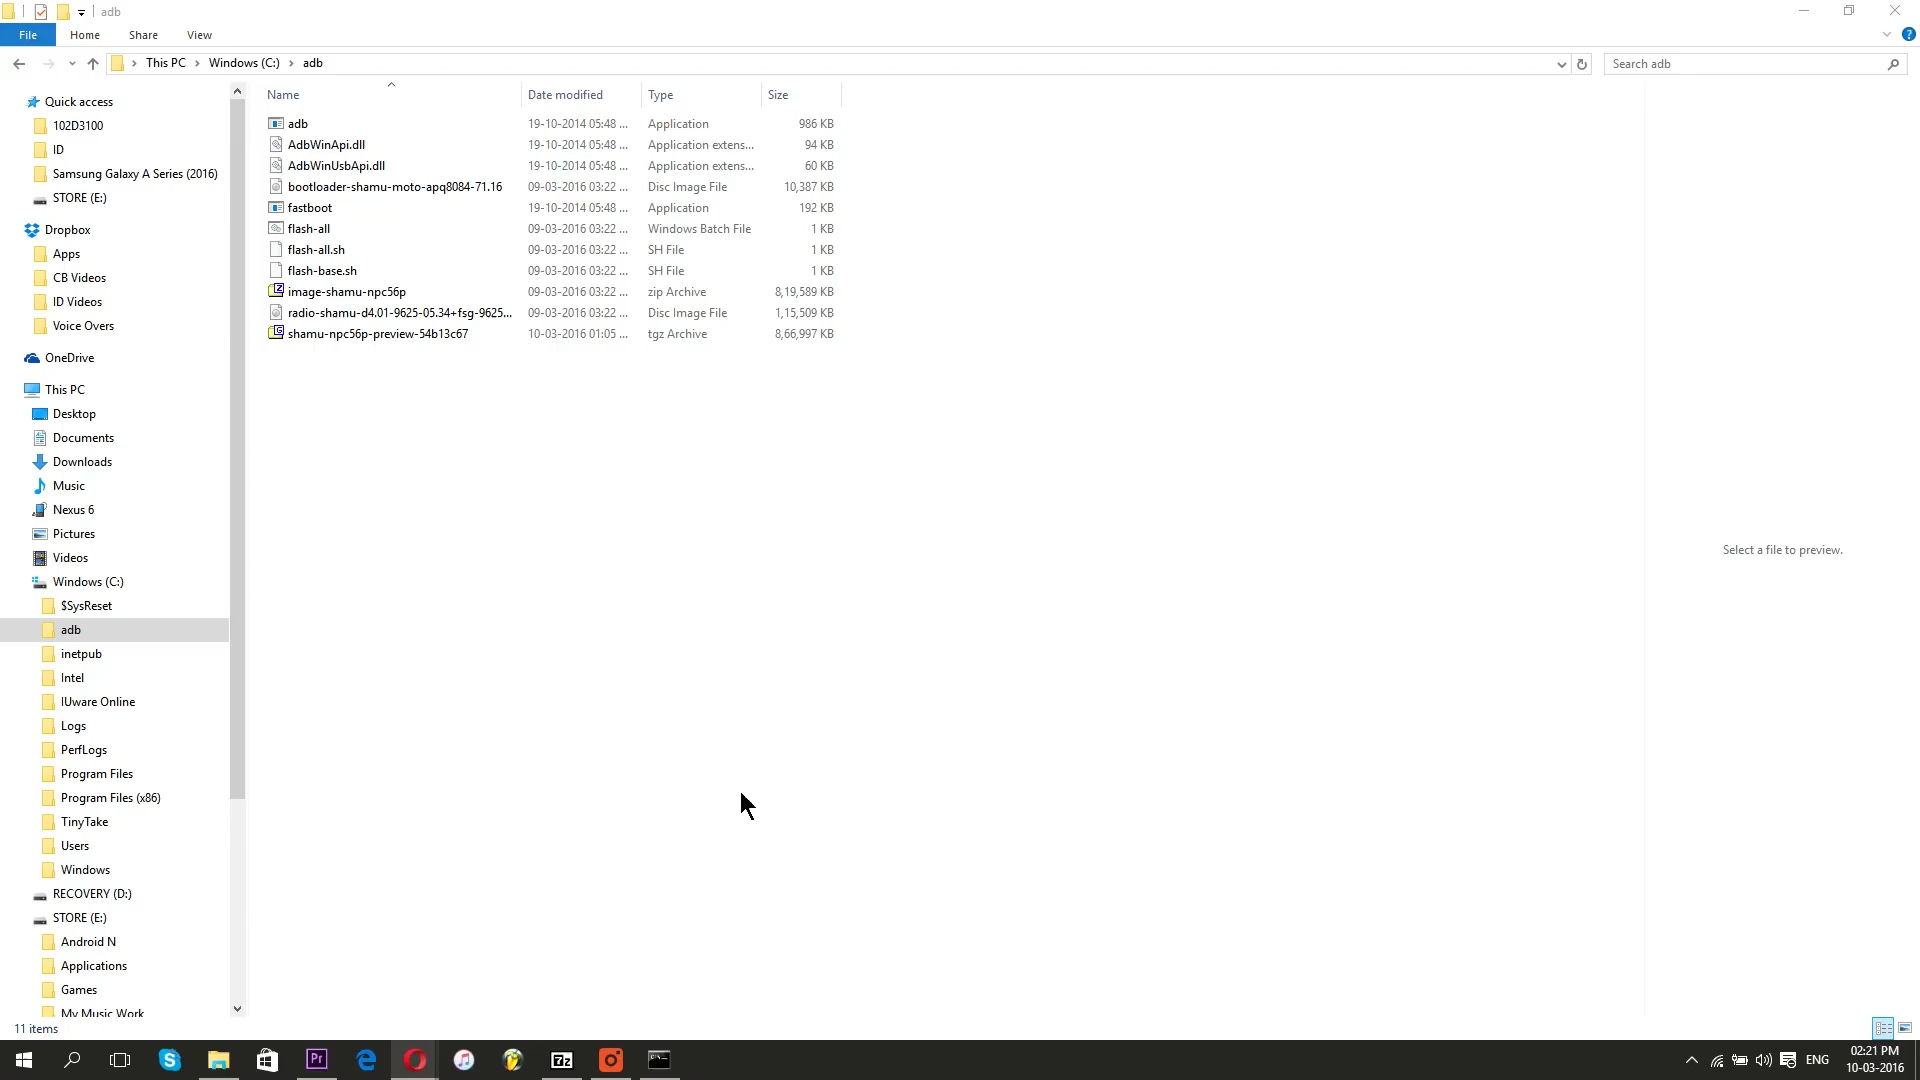 adb
File Home Share View
This PC Windows (C:) adb
Search adb
Name Date modified Type Size
adb 19-10-2014 05:48 ... Application 986 KB
AdbWinApi.dll 19-10-2014 05:48 ... Application extens... 94 KB
AdbWinUsbApi.dll 19-10-2014 05:48 ... Application extens... 60 KB
bootloader-shamu-moto-apq8084-71.16 09-03-2016 03:22 ... Disc Image File 10,387 KB
fastboot 19-10-2014 05:48 ... Application 192 KB
flash-all 09-03-2016 03:22 ... Windows Batch File 1 KB
flash-all.sh 09-03-2016 03:22 ... SH File 1 KB
flash-base.sh 09-03-2016 03:22 ... SH File 1 KB
image-shamu-npc56p 09-03-2016 03:22 ... zip Archive 8,19,589 KB
radio-shamu-d4.01-9625-05.34+fsg-9625... 09-03-2016 03:22 ... Disc Image File 1,15,509 KB
shamu-npc56p-preview-54b13c67 10-03-2016 01:05 ... tgz Archive 8,66,997 KB
Quick access
102D3100
ID
Samsung Galaxy A Series (2016)
STORE (E:)
Dropbox
Apps
CB Videos
ID Videos
Voice Overs
OneDrive
This PC
Desktop
Documents
Downloads
Music
Nexus 6
Pictures
Videos
Windows (C:)
$SysReset
adb
inetpub
Intel
IUware Online
Logs
PerfLogs
Program Files
Program Files (x86)
TinyTake
Users
Windows
RECOVERY (D:)
STORE (E:)
Android N
Applications
Games
My Music Work
Select a file to preview.
11 items
Pr
7z
ENG
02:21 PM
10-03-2016